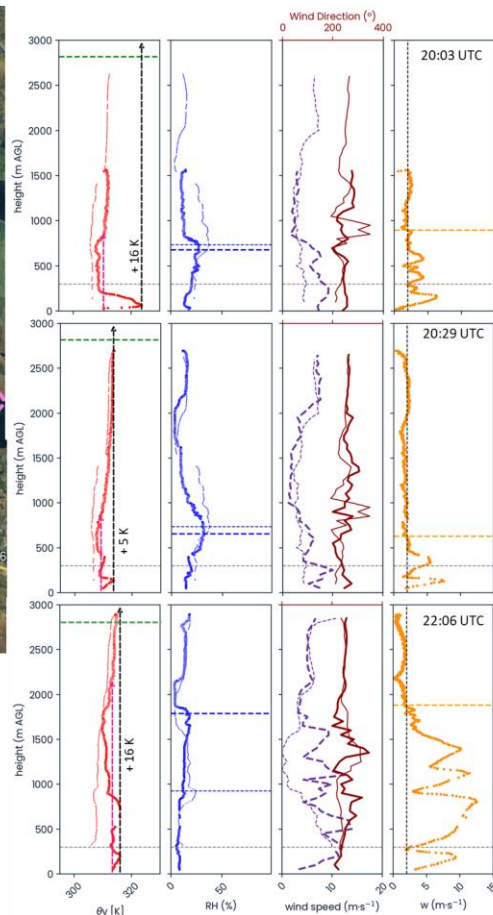 Wind Direction (º)
0 200 400
3000
2500
2000
1500
1000
500
0
height (m AGL)
+ 16 K
20:03 UTC
3000
2500
2000
1500
1000
500
0
height (m AGL)
+ 5 K
20:29 UTC
3000
2500
2000
1500
1000
500
0
height (m AGL)
+ 16 K
22:06 UTC
300 320
θv [K]
0 50
RH (%)
0 10 20
wind speed (m·s⁻¹)
0 5 10 15
w (m·s⁻¹)